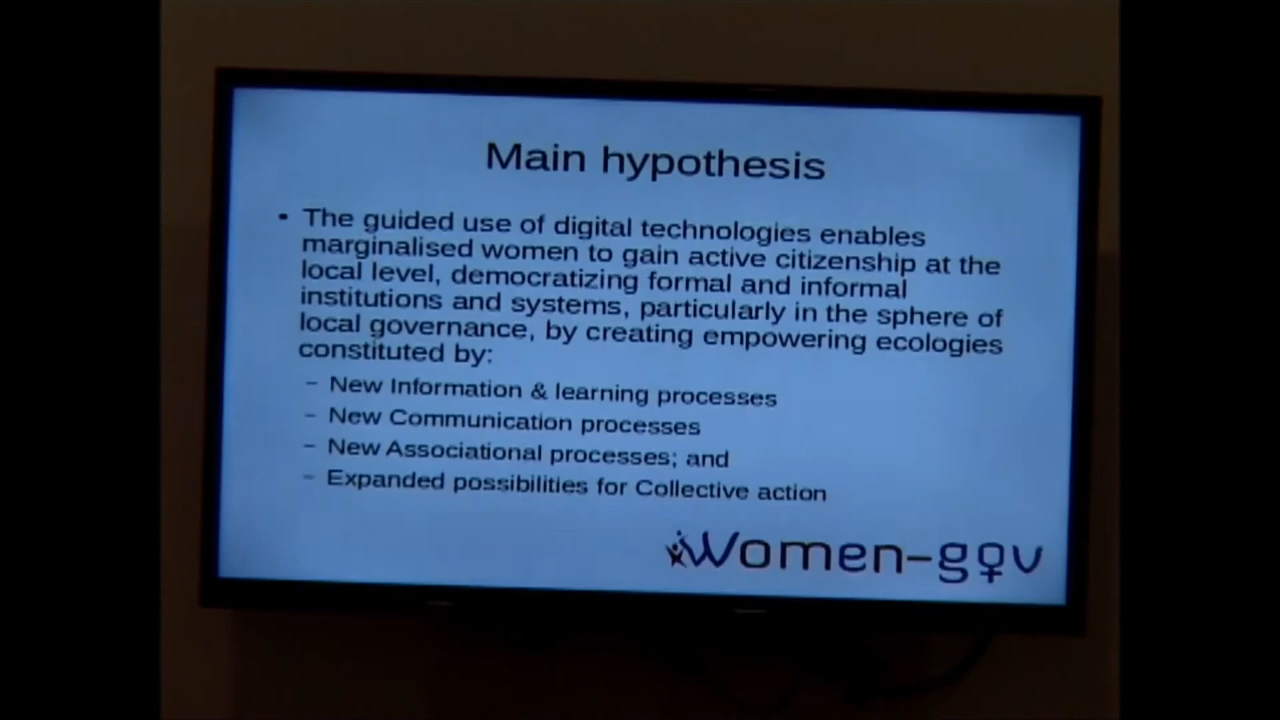 Main hypothesis
• The guided use of digital technologies enables
marginalised women to gain active citizenship at the
local level, democratizing formal and informal
institutions and systems, particularly in the sphere of
local governance, by creating empowering ecologies
constituted by:
– New Information & learning processes
– New Communication processes
– New Associational processes; and
– Expanded possibilities for Collective action
Women-gov